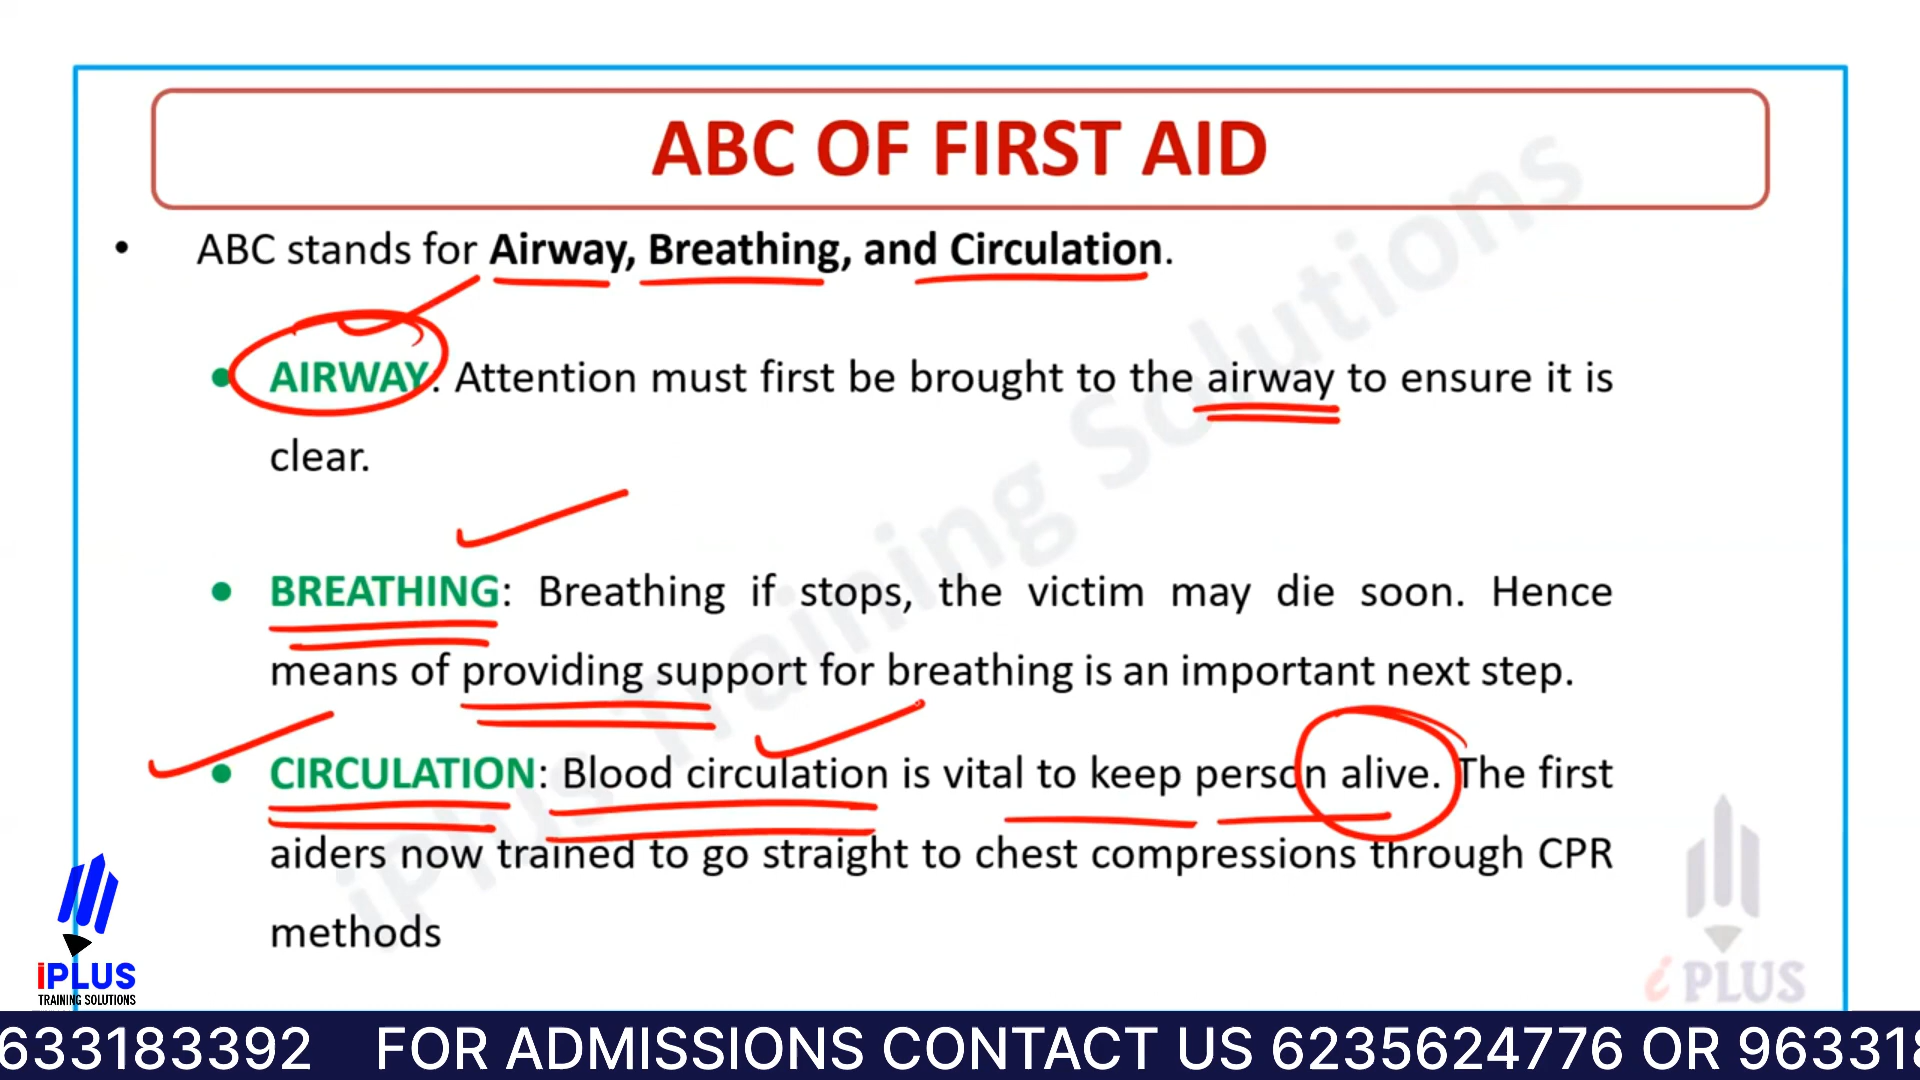 ABC OF FIRST AID
• ABC stands for Airway, Breathing, and Circulation.
• AIRWAY: Attention must first be brought to the airway to ensure it is
clear.
• BREATHING: Breathing if stops, the victim may die soon. Hence
means of providing support for breathing is an important next step.
• CIRCULATION: Blood circulation is vital to keep person alive. The first
aiders now trained to go straight to chest compressions through CPR
methods
iPlus Training Solutions
iPLUS
TRAINING SOLUTIONS
i PLUS
633183392 FOR ADMISSIONS CONTACT US 6235624776 OR 963318